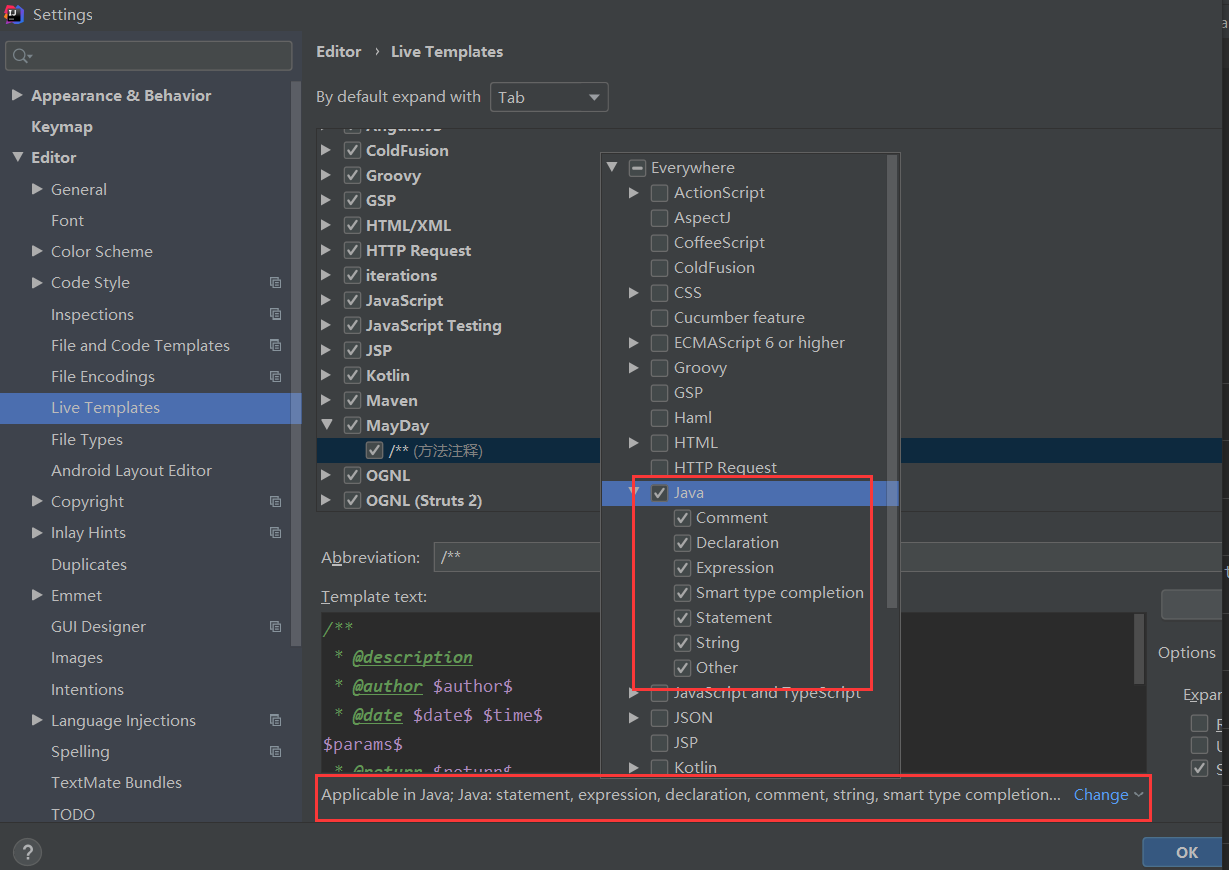 Settings
Appearance & Behavior
Keymap
Editor
General
Font
Color Scheme
Code Style
Inspections
File and Code Templates
File Encodings
Live Templates
File Types
Android Layout Editor
Copyright
Inlay Hints
Duplicates
Emmet
GUI Designer
Images
Intentions
Language Injections
Spelling
TextMate Bundles
TODO
Editor › Live Templates
By default expand with Tab
AngularJS
ColdFusion
Groovy
GSP
HTML/XML
HTTP Request
iterations
JavaScript
JavaScript Testing
JSP
Kotlin
Maven
MayDay
/** (方法注释)
OGNL
OGNL (Struts 2)
Everywhere
ActionScript
AspectJ
CoffeeScript
ColdFusion
CSS
Cucumber feature
ECMAScript 6 or higher
Groovy
GSP
Haml
HTML
HTTP Request
Java
Comment
Declaration
Expression
Smart type completion
Statement
String
Other
JavaScript and TypeScript
JSON
JSP
Kotlin
Abbreviation: /**
Template text:
/**
* @description
* @author $author$
* @date $date$ $time$
$params$
* @return $return$
Options
Applicable in Java; Java: statement, expression, declaration, comment, string, smart type completion... Change
?
OK